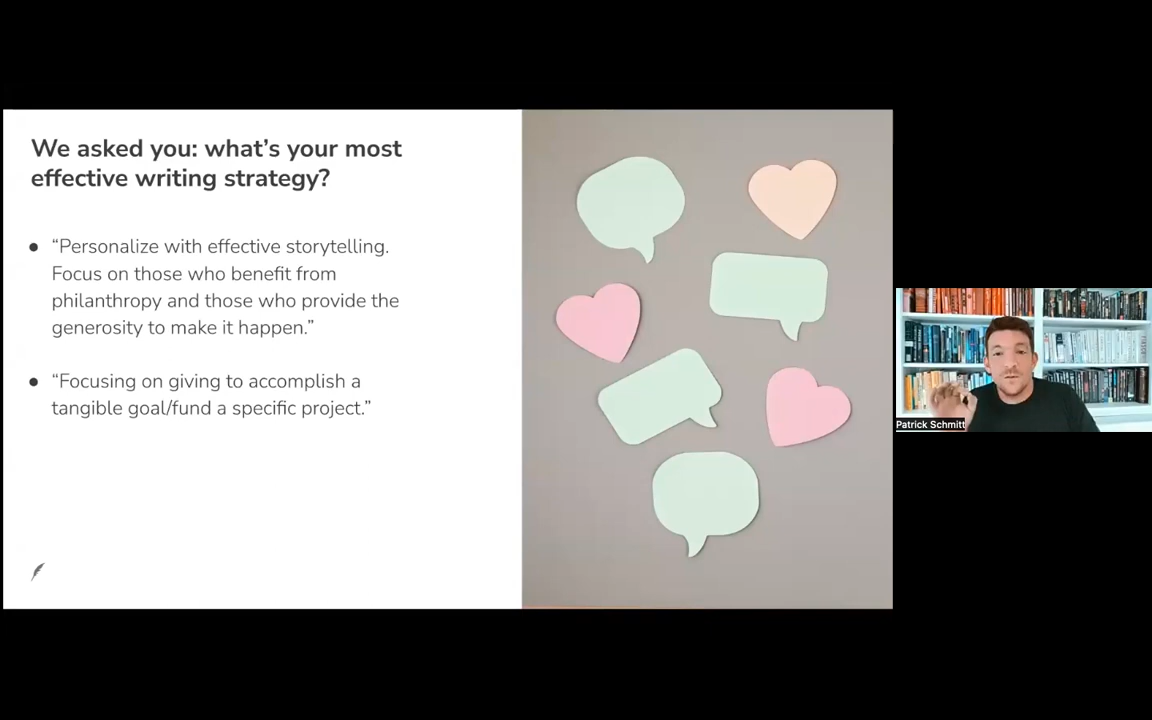 We asked you: what’s your most
effective writing strategy?
● “Personalize with effective storytelling.
Focus on those who benefit from
philanthropy and those who provide the
generosity to make it happen.”
● “Focusing on giving to accomplish a
tangible goal/fund a specific project.”
Patrick Schmitt